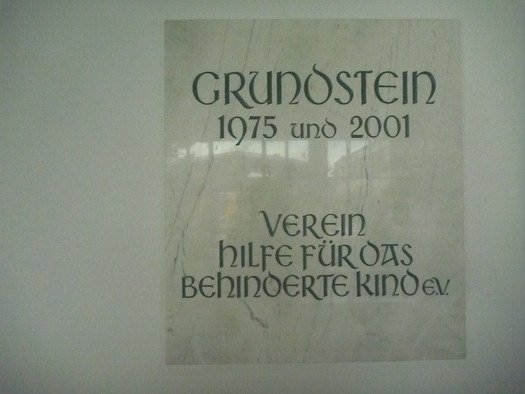 GRUNDSTEIN
1975 und 2001
VEREIN
HILFE FÜR DAS
BEHINDERTE KIND E.V.